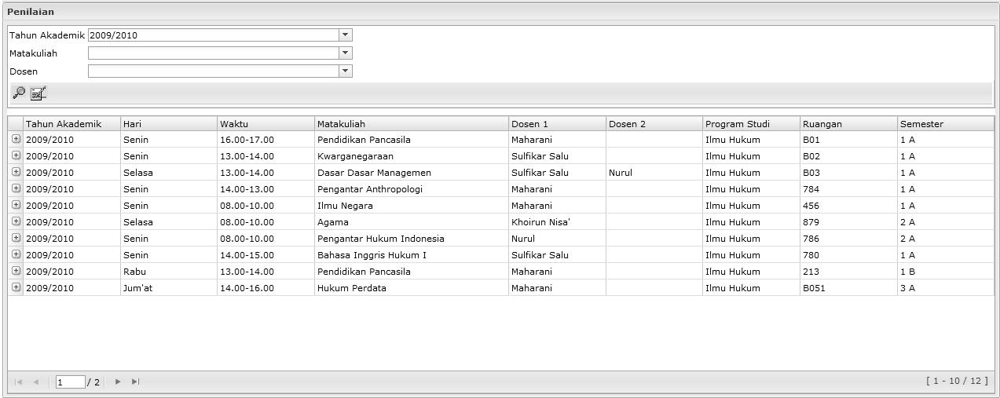 Penilaian
Tahun Akademik 2009/2010
Matakuliah
Dosen
Tahun Akademik Hari Waktu Matakuliah Dosen 1 Dosen 2 Program Studi Ruangan Semester
2009/2010 Senin 16.00-17.00 Pendidikan Pancasila Maharani Ilmu Hukum B01 1 A
2009/2010 Senin 13.00-14.00 Kwarganegaraan Sulfikar Salu Ilmu Hukum B02 1 A
2009/2010 Selasa 13.00-14.00 Dasar Dasar Managemen Sulfikar Salu Nurul Ilmu Hukum B03 1 A
2009/2010 Senin 14.00-13.00 Pengantar Anthropologi Maharani Ilmu Hukum 784 1 A
2009/2010 Senin 08.00-10.00 Ilmu Negara Maharani Ilmu Hukum 456 1 A
2009/2010 Selasa 08.00-10.00 Agama Khoirun Nisa' Ilmu Hukum 879 2 A
2009/2010 Senin 08.00-10.00 Pengantar Hukum Indonesia Nurul Ilmu Hukum 786 2 A
2009/2010 Senin 14.00-15.00 Bahasa Inggris Hukum I Sulfikar Salu Ilmu Hukum 780 1 A
2009/2010 Rabu 13.00-14.00 Pendidikan Pancasila Maharani Ilmu Hukum 213 1 B
2009/2010 Jum'at 14.00-16.00 Hukum Perdata Maharani Ilmu Hukum B051 3 A
1 / 2 [ 1 - 10 / 12 ]